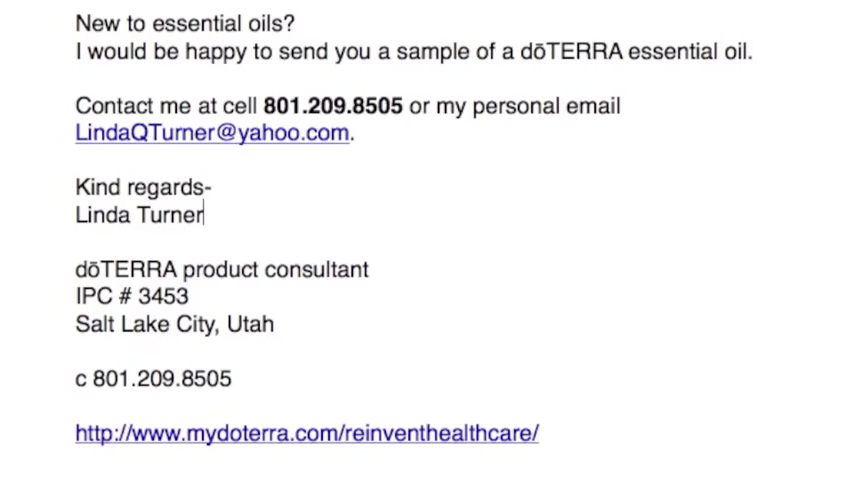 New to essential oils?
I would be happy to send you a sample of a dōTERRA essential oil.
Contact me at cell 801.209.8505 or my personal email
LindaQTurner@yahoo.com.
Kind regards-
Linda Turner
dōTERRA product consultant
IPC # 3453
Salt Lake City, Utah
c 801.209.8505
http://www.mydoterra.com/reinventhealthcare/